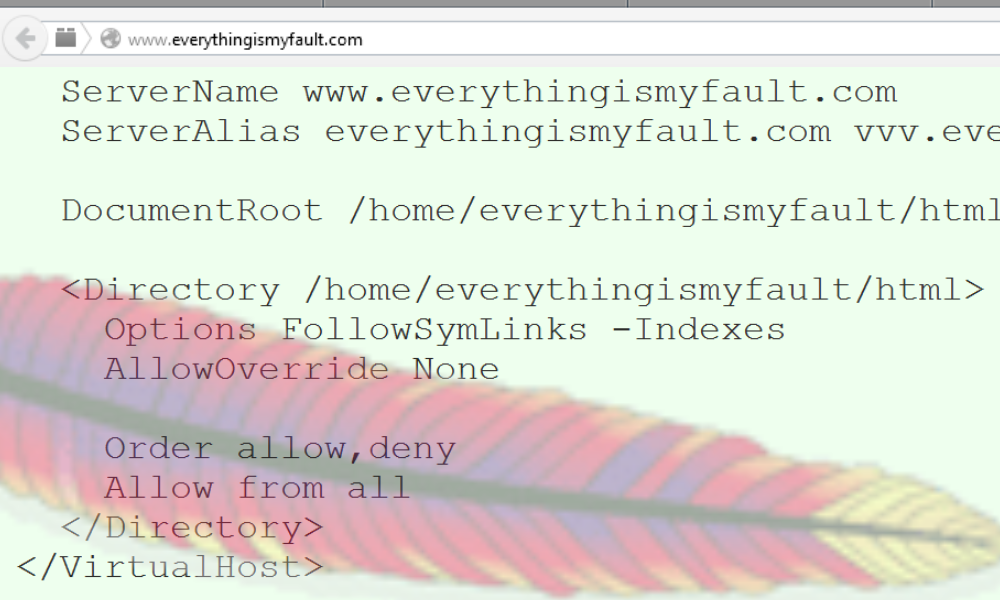 www.everythingismyfault.com
ServerName www.everythingismyfault.com
ServerAlias everythingismyfault.com vvv.eve
DocumentRoot /home/everythingismyfault/html
<Directory /home/everythingismyfault/html>
Options FollowSymLinks -Indexes
AllowOverride None
Order allow,deny
Allow from all
</Directory>
</VirtualHost>